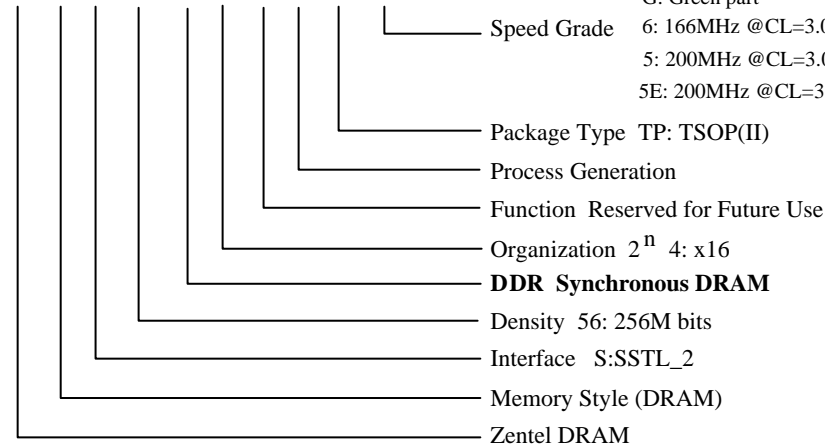 G: Green part
Speed Grade 6: 166MHz @CL=3.0
5: 200MHz @CL=3.0
5E: 200MHz @CL=3
Package Type TP: TSOP(II)
Process Generation
Function Reserved for Future Use
Organization 2ⁿ 4: x16
DDR Synchronous DRAM
Density 56: 256M bits
Interface S:SSTL_2
Memory Style (DRAM)
Zentel DRAM